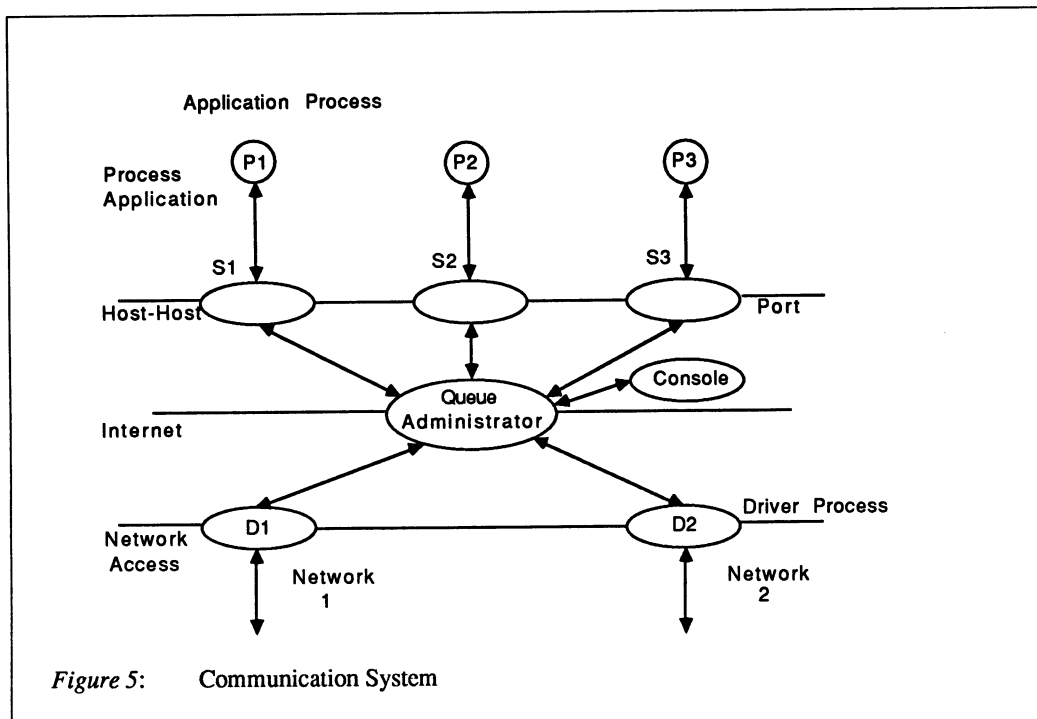 Application Process
P1
P2
P3
Process
Application
S1
S2
S3
Host-Host
Port
Console
Queue
Administrator
Internet
Driver Process
D1
D2
Network
Access
Network
1
Network
2
Figure 5: Communication System